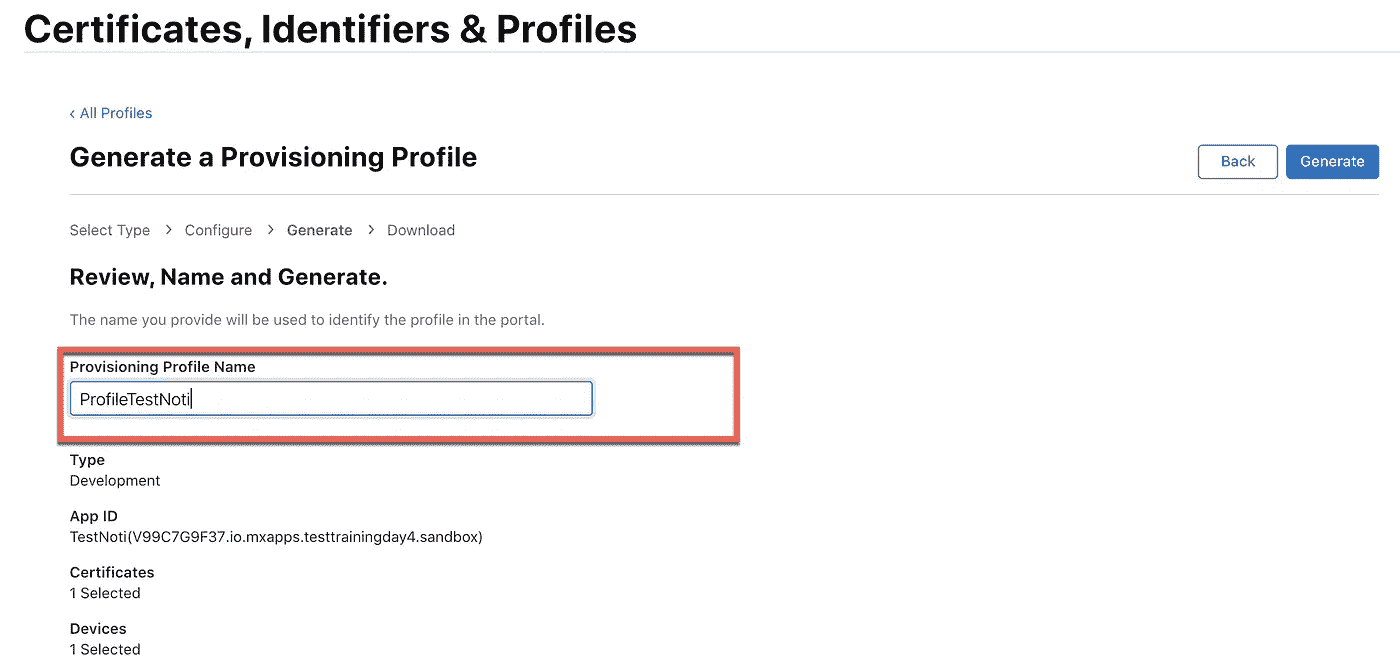 Certificates, Identifiers & Profiles
‹ All Profiles
Generate a Provisioning Profile
Back
Generate
Select Type > Configure > Generate > Download
Review, Name and Generate.
The name you provide will be used to identify the profile in the portal.
Provisioning Profile Name
ProfileTestNoti
Type
Development
App ID
TestNoti(V99C7G9F37.io.mxapps.testtrainingday4.sandbox)
Certificates
1 Selected
Devices
1 Selected